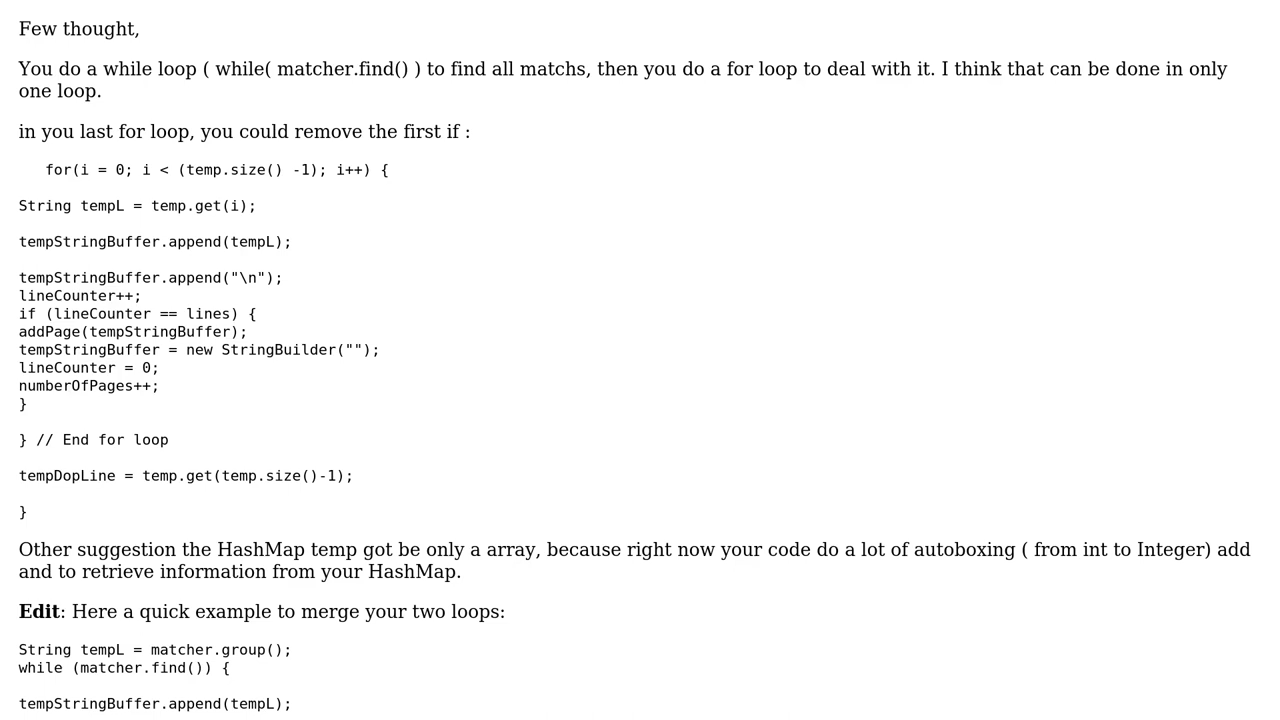 Few thought,
You do a while loop ( while( matcher.find() ) to find all matchs, then you do a for loop to deal with it. I think that can be done in only
one loop.
in you last for loop, you could remove the first if :
for(i = 0; i < (temp.size() -1); i++) {
String tempL = temp.get(i);
tempStringBuffer.append(tempL);
tempStringBuffer.append("\n");
lineCounter++;
if (lineCounter == lines) {
addPage(tempStringBuffer);
tempStringBuffer = new StringBuilder("");
lineCounter = 0;
numberOfPages++;
}
} // End for loop
tempDopLine = temp.get(temp.size()-1);
}
Other suggestion the HashMap temp got be only a array, because right now your code do a lot of autoboxing ( from int to Integer) add
and to retrieve information from your HashMap.
Edit: Here a quick example to merge your two loops:
String tempL = matcher.group();
while (matcher.find()) {
tempStringBuffer.append(tempL);